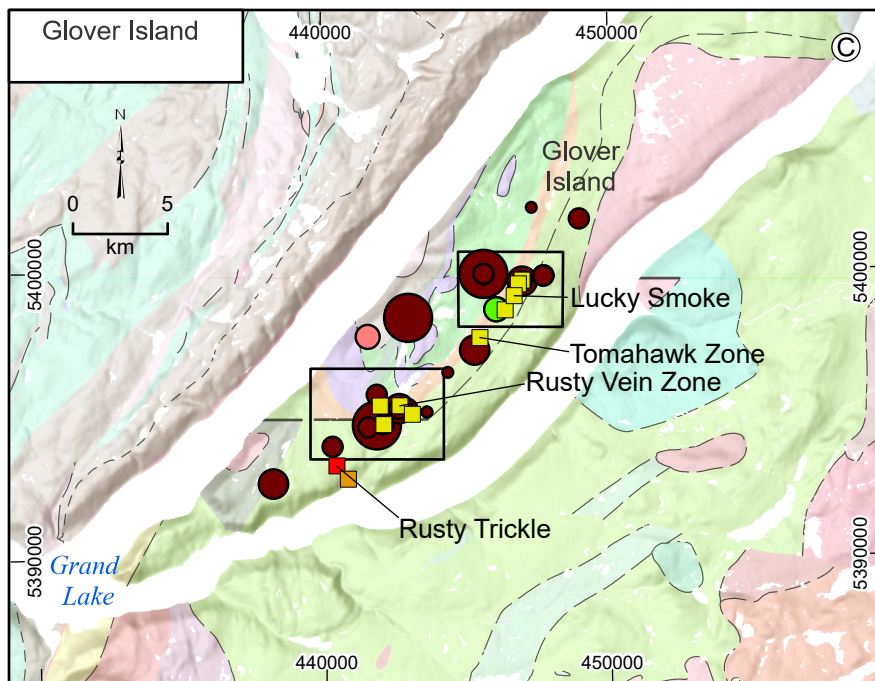 Glover Island
440000
450000
C
N
0 5
km
Glover
Island
5400000
5400000
Lucky Smoke
Tomahawk Zone
Rusty Vein Zone
Rusty Trickle
5390000
5390000
Grand
Lake
440000
450000